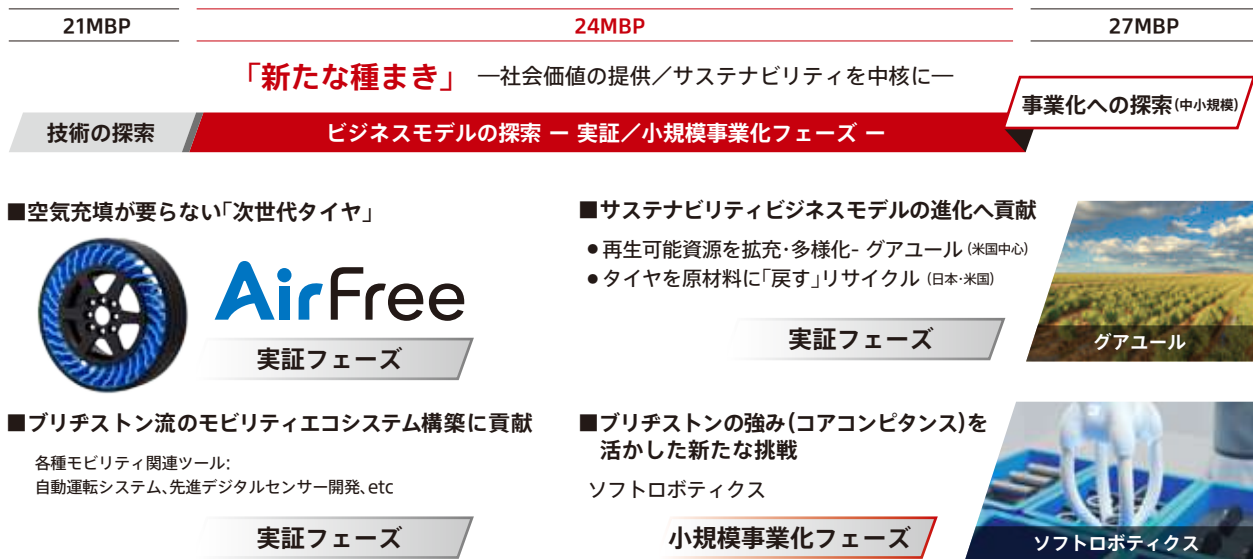 21MBP
24MBP
27MBP
「新たな種まき」 ―社会価値の提供／サステナビリティを中核に―
事業化への探索(中小規模)
技術の探索
ビジネスモデルの探索 ー 実証／小規模事業化フェーズ ー
■空気充填が要らない「次世代タイヤ」
AirFree
実証フェーズ
■サステナビリティビジネスモデルの進化へ貢献
●再生可能資源を拡充・多様化- グアユール (米国中心)
●タイヤを原材料に「戻す」リサイクル (日本・米国)
実証フェーズ
グアユール
■ブリヂストン流のモビリティエコシステム構築に貢献
各種モビリティ関連ツール:
自動運転システム、先進デジタルセンサー開発、etc
実証フェーズ
■ブリヂストンの強み(コアコンピタンス)を
活かした新たな挑戦
ソフトロボティクス
小規模事業化フェーズ
ソフトロボティクス